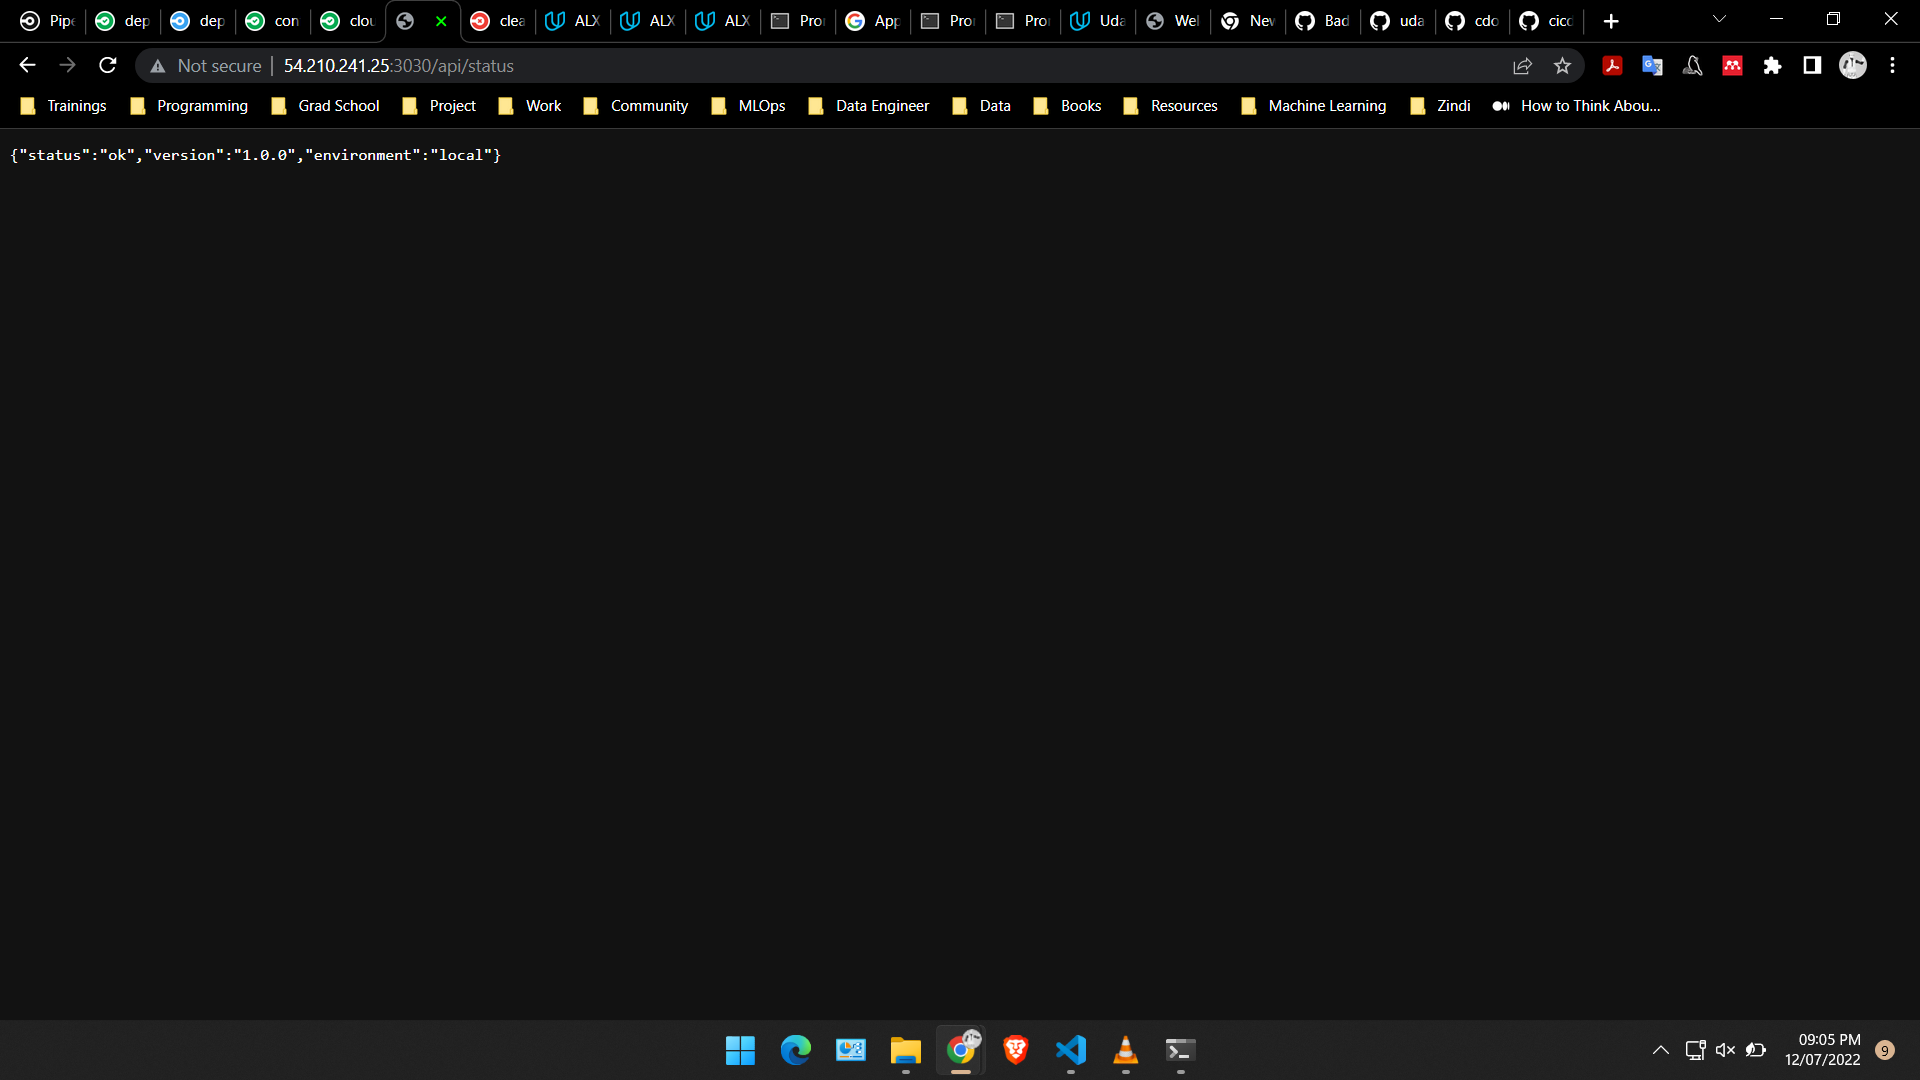 Pipe dep dep con clou clea ALX ALX ALX Pro App Pro Pro Uda Wel New Bad uda cdo cicd
Not secure 54.210.241.25:3030/api/status
Trainings Programming Grad School Project Work Community MLOps Data Engineer Data Books Resources Machine Learning Zindi How to Think Abou...
{"status":"ok","version":"1.0.0","environment":"local"}
09:05 PM
12/07/2022 9